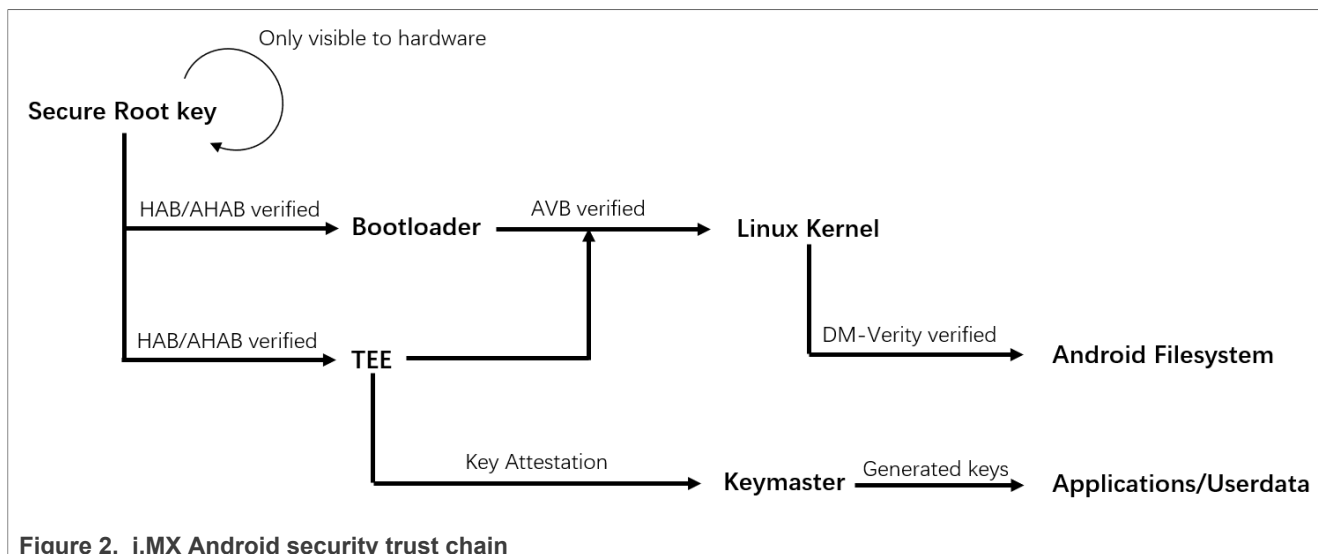 Only visible to hardware
Secure Root key
HAB/AHAB verified
Bootloader
AVB verified
Linux Kernel
HAB/AHAB verified
TEE
DM-Verity verified
Android Filesystem
Key Attestation
Keymaster
Generated keys
Applications/Userdata
Figure 2. i.MX Android security trust chain